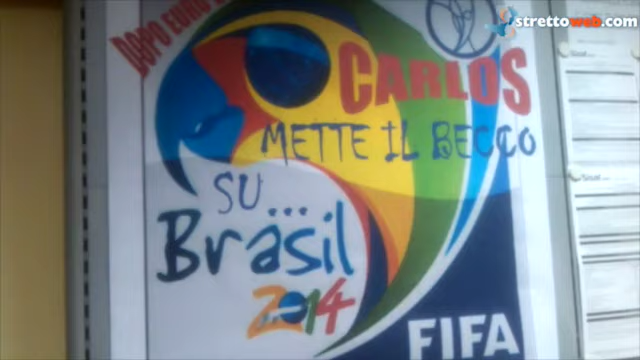 strettoweb.com
DOPO EURO
CARLOS
METTE IL BECCO
SU...
Brasil
2014
FIFA